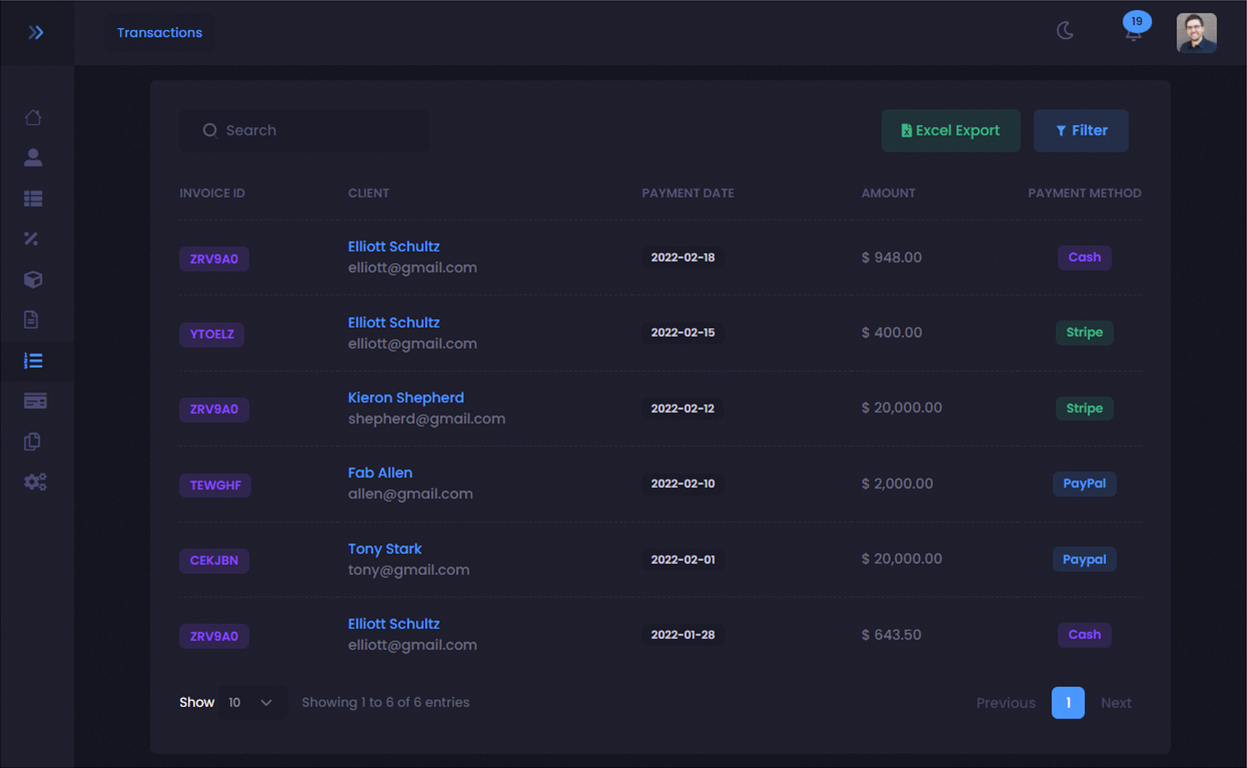 Transactions
19
Search
Excel Export
Filter
INVOICE ID CLIENT PAYMENT DATE AMOUNT PAYMENT METHOD
ZRV9A0 Elliott Schultz 2022-02-18 $ 948.00 Cash
elliott@gmail.com
YTOELZ Elliott Schultz 2022-02-15 $ 400.00 Stripe
elliott@gmail.com
ZRV9A0 Kieron Shepherd 2022-02-12 $ 20,000.00 Stripe
shepherd@gmail.com
TEWGHF Fab Allen 2022-02-10 $ 2,000.00 PayPal
allen@gmail.com
CEKJBN Tony Stark 2022-02-01 $ 20,000.00 Paypal
tony@gmail.com
ZRV9A0 Elliott Schultz 2022-01-28 $ 643.50 Cash
elliott@gmail.com
Show 10 Showing 1 to 6 of 6 entries Previous 1 Next